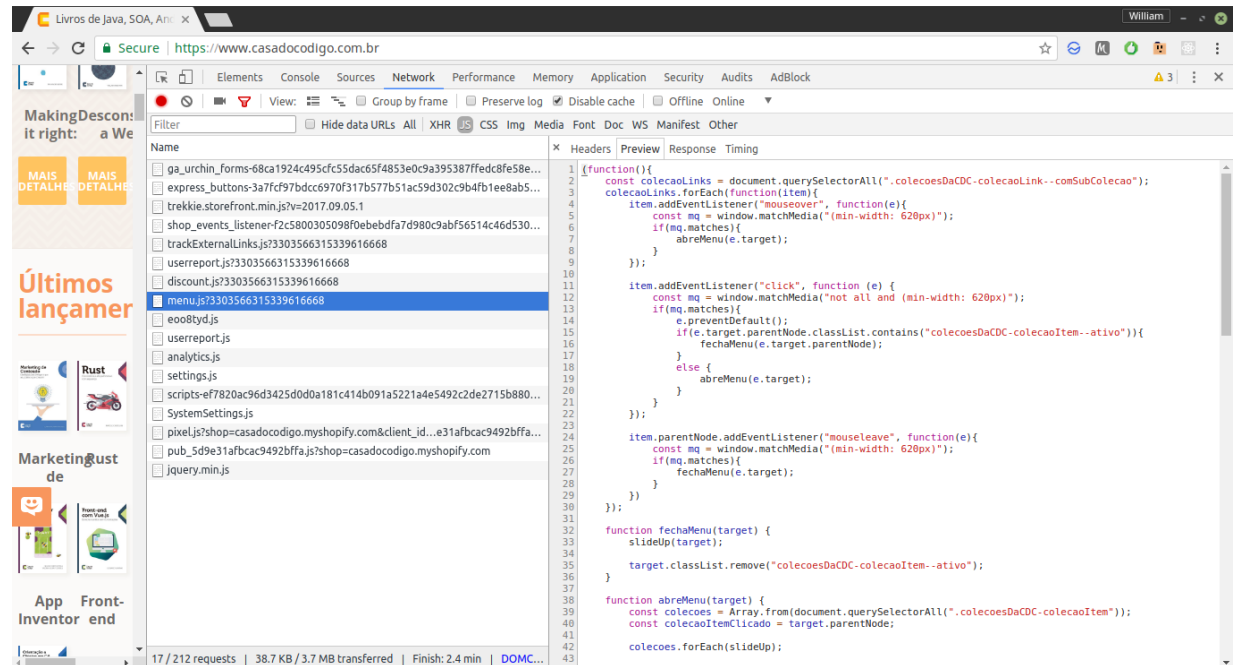 Livros de Java, SOA, An
William
Secure | https://www.casadocodigo.com.br
Elements Console Sources Network Performance Memory Application Security Audits AdBlock
3
View: Group by frame Preserve log Disable cache Offline Online
Filter
Hide data URLs All XHR JS CSS Img Media Font Doc WS Manifest Other
Making it right:
Descons a We
MAIS DETALHES
MAIS DETALHES
Últimos
lançamer
Rust
Marketing de
Rust
Front-end com Vue.js
App Inventor
Front-end
Name
ga_urchin_forms-68ca1924c495cfc55dac65f4853e0c9a395387ffedc8fe58e...
express_buttons-3a7fcf97bdcc6970f317b577b51ac59d302c9b4fb1ee8ab5...
trekkie.storefront.min.js?v=2017.09.05.1
shop_events_listener-f2c5800305098f0ebebdfa7d980c9abf56514c46d530...
trackExternalLinks.js?3303566315339616668
userreport.js?3303566315339616668
discount.js?3303566315339616668
menu.js?3303566315339616668
eoo8tyd.js
userreport.js
analytics.js
settings.js
scripts-ef7820ac96d3425d0d0a181c414b091a5221a4e5492c2de2715b880...
SystemSettings.js
pixel.js?shop=casadocodigo.myshopify.com&client_id...e31afbcac9492bffa...
pub_5d9e31afbcac9492bffa.js?shop=casadocodigo.myshopify.com
jquery.min.js
17 / 212 requests | 38.7 KB / 3.7 MB transferred | Finish: 2.4 min | DOMC...
× Headers Preview Response Timing
1 (function(){
2 const colecaoLinks = document.querySelectorAll(".colecoesDaCDC-colecaoLink--comSubColecao");
3 colecaoLinks.forEach(function(item){
4 item.addEventListener("mouseover", function(e){
5 const mq = window.matchMedia("(min-width: 620px)");
6 if(mq.matches){
7 abreMenu(e.target);
8 }
9 });
10
11 item.addEventListener("click", function (e) {
12 const mq = window.matchMedia("not all and (min-width: 620px)");
13 if(mq.matches){
14 e.preventDefault();
15 if(e.target.parentNode.classList.contains("colecoesDaCDC-colecaoItem--ativo")){
16 fechaMenu(e.target.parentNode);
17 }
18 else {
19 abreMenu(e.target);
20 }
21 }
22 });
23
24 item.parentNode.addEventListener("mouseleave", function(e){
25 const mq = window.matchMedia("(min-width: 620px)");
26 if(mq.matches){
27 fechaMenu(e.target);
28 }
29 })
30 });
31
32 function fechaMenu(target) {
33 slideUp(target);
34
35 target.classList.remove("colecoesDaCDC-colecaoItem--ativo");
36 }
37
38 function abreMenu(target) {
39 const colecoes = Array.from(document.querySelectorAll(".colecoesDaCDC-colecaoItem"));
40 const colecaoItemClicado = target.parentNode;
41
42 colecoes.forEach(slideUp);
43